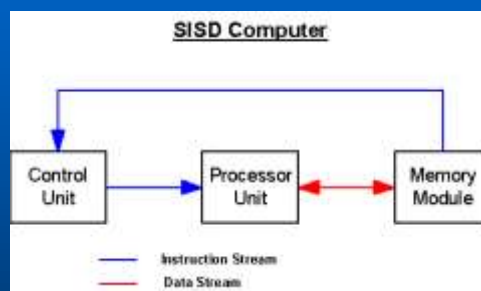 SISD Computer
Control
Unit
Processor
Unit
Memory
Module
Instruction Stream
Data Stream